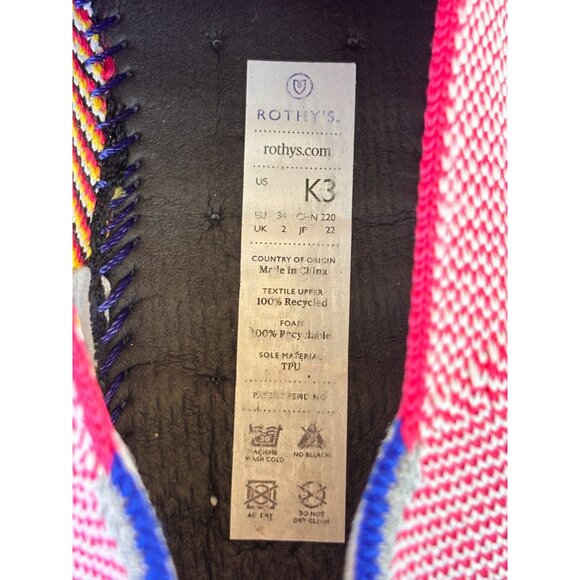 ROTHY'S
rothys.com
US K3
EU 34 CHN 220
UK 2 JP 22
COUNTRY OF ORIGIN
Made in China
TEXTILE UPPER
100% Recycled
FOAM
100% Recyclable
SOLE MATERIAL
TPU
PATENT PENDING
30
MACHINE NO BLEACH
WASH COLD
AIR DRY DO NOT
DRY CLEAN